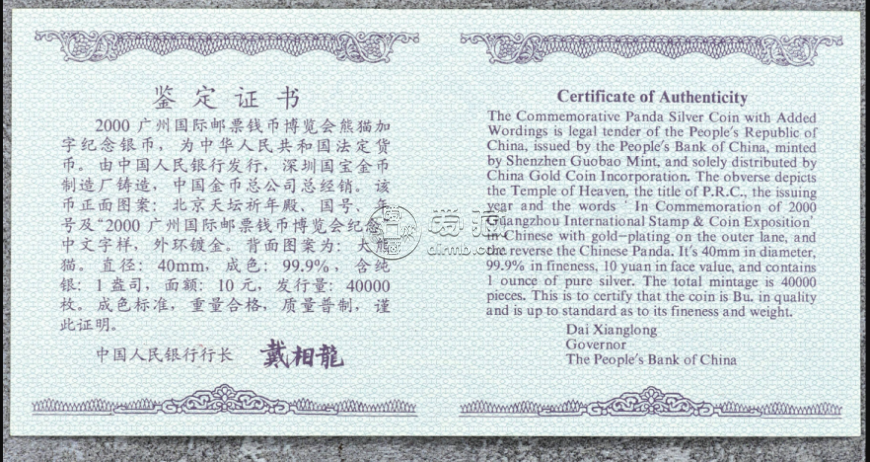 鉴定证书
2000 广州国际邮票钱币博览会熊猫加
字纪念银币，为中华人民共和国法定货
币。由中国人民银行发行，深圳国宝金币
制造厂铸造，中国金币总公司总经销。该
币正面图案：北京天坛祈年殿、国号、年
号及“2000 广州国际邮票钱币博览会纪念”
中文字样，外环镀金。背面图案为：大熊
猫。直径：40mm，成色：99.9%，含纯
银：1 盎司，面额：10 元，发行量：40000
枚。成色标准，重量合格，质量普制，谨
此证明。
中国人民银行行长 戴相龍
Certificate of Authenticity
The Commemorative Panda Silver Coin with Added
Wordings is legal tender of the People's Republic of
China, issued by the People's Bank of China, minted
by Shenzhen Guobao Mint, and solely distributed by
China Gold Coin Incorporation. The obverse depicts
the Temple of Heaven, the title of P.R.C., the issuing
year and the words ' In Commemoration of 2000
Guangzhou International Stamp & Coin Exposition'
in Chinese with gold-plating on the outer lane, and
the reverse the Chinese Panda. It's 40mm in diameter,
99.9% in fineness, 10 yuan in face value, and contains
1 ounce of pure silver. The total mintage is 40000
pieces. This is to certify that the coin is Bu. in quality
and is up to standard as to its fineness and weight.
Dai Xianglong
Governor
The People's Bank of China
dirmb.com